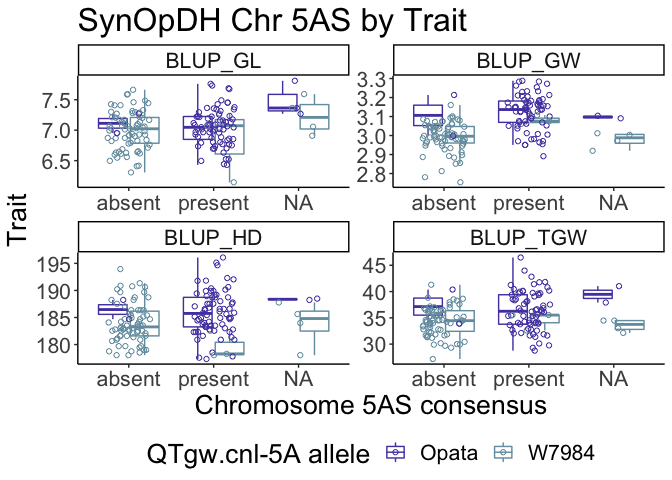 SynOpDH Chr 5AS by Trait
BLUP_GL
BLUP_GW
7.5
7.0
6.5
3.3
3.2
3.1
3.0
2.9
2.8
absent present NA
absent present NA
Trait
BLUP_HD
BLUP_TGW
195
190
185
180
45
40
35
30
absent present NA
absent present NA
Chromosome 5AS consensus
QTgw.cnl-5A allele Opata W7984